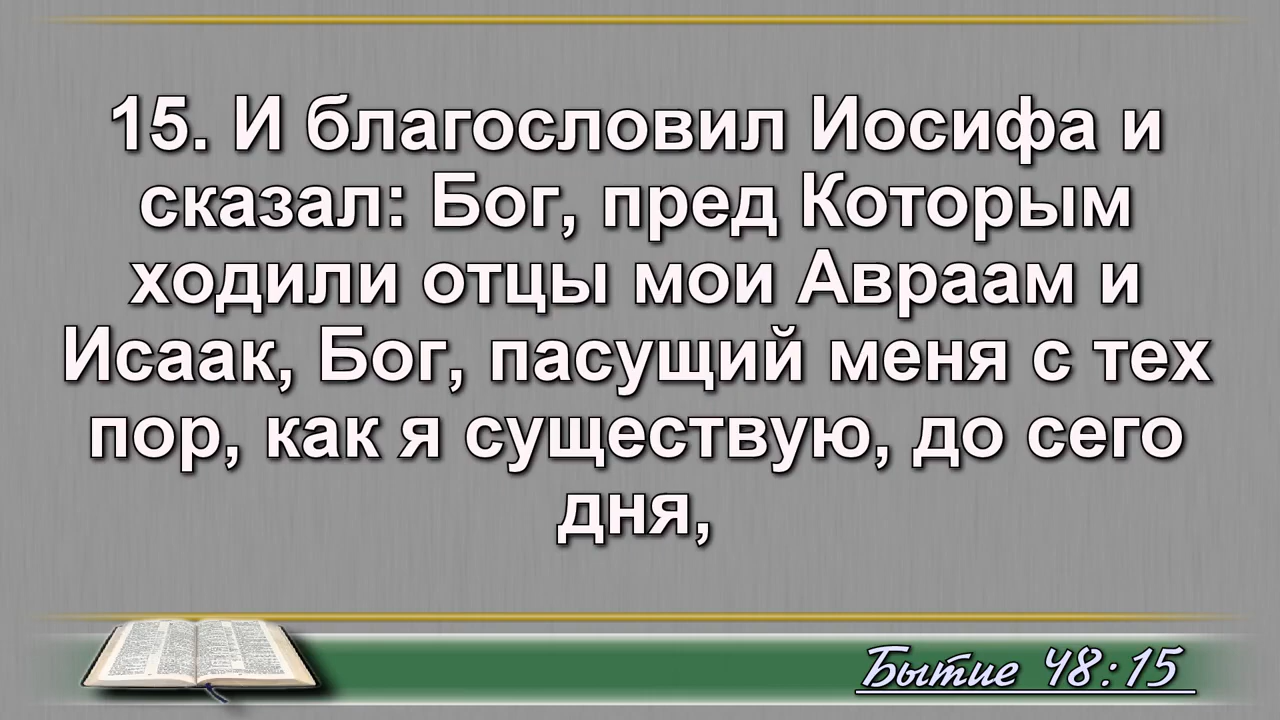 15. И благословил Иосифа и
сказал: Бог, пред Которым
ходили отцы мои Авраам и
Исаак, Бог, пасущий меня с тех
пор, как я существую, до сего
дня,
Бытие 48:15